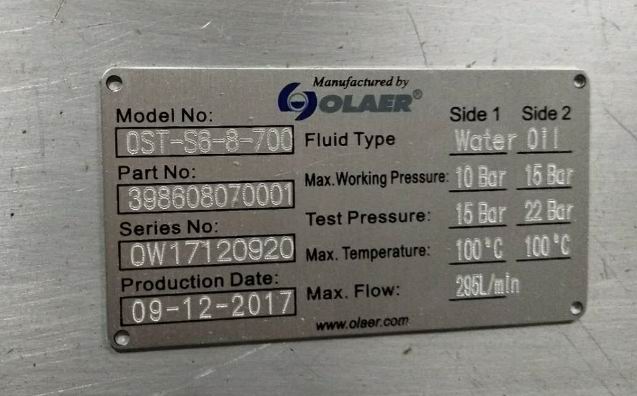 Manufactured by
OLAER®
Model No:
OST-S6-8-700
Part No:
398608070001
Series No:
OW17120920
Production Date:
09-12-2017
Side 1 Side 2
Fluid Type Water Oil
Max.Working Pressure: 10 Bar 15 Bar
Test Pressure: 15 Bar 22 Bar
Max. Temperature: 100°C 100°C
Max. Flow: 295L/min
www.olaer.com